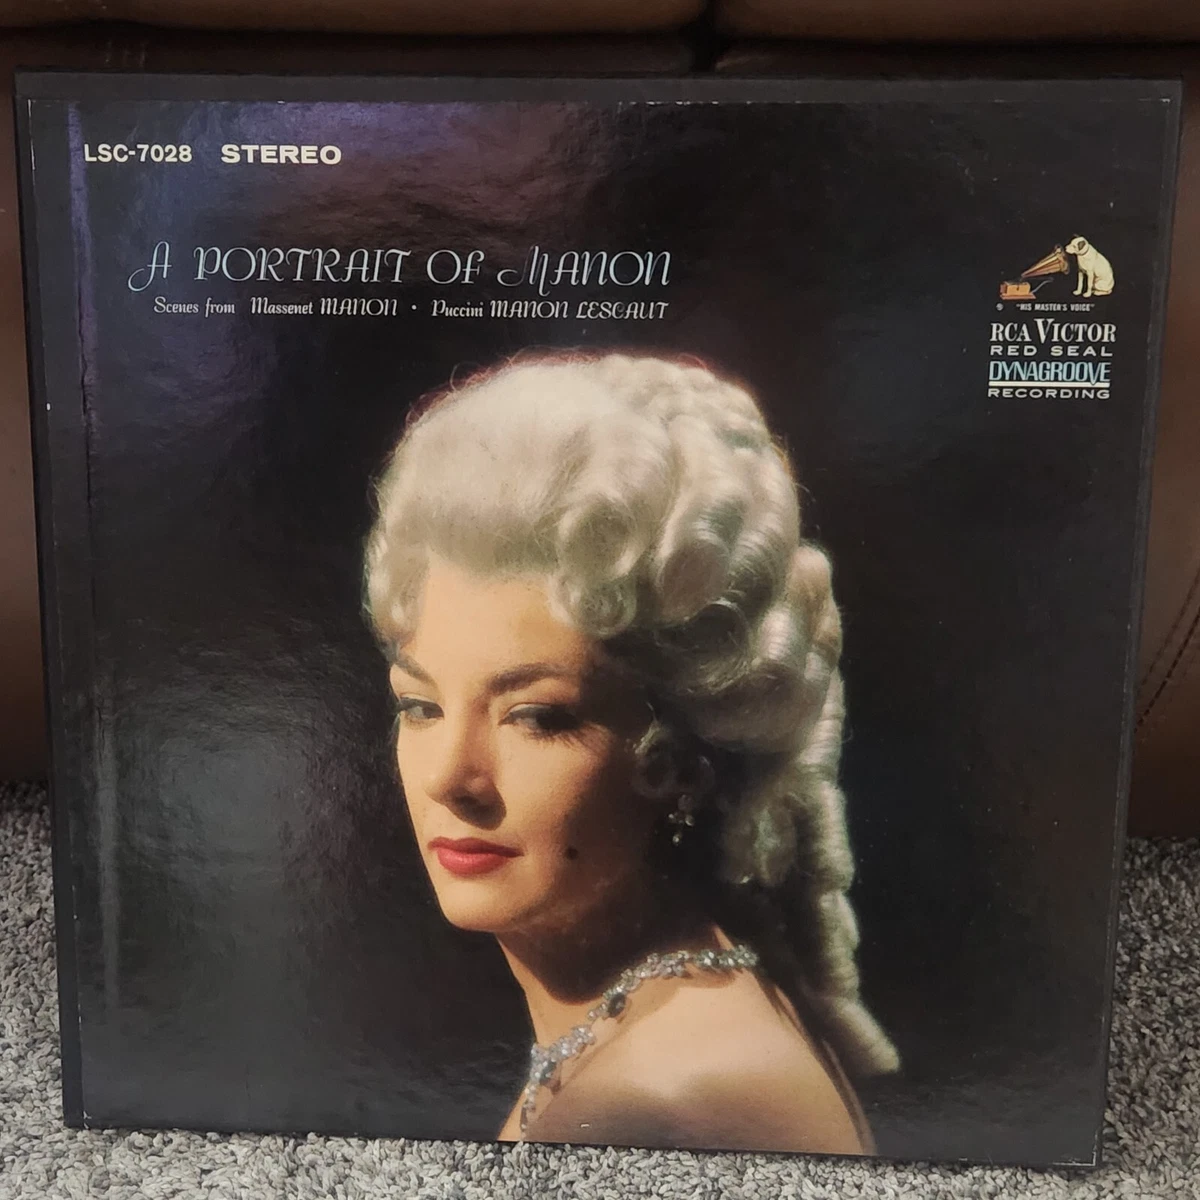 LSC-7028 STEREO
A PORTRAIT OF MANON
Scenes from Massenet MANON • Puccini MANON LESCAUT
® "HIS MASTER'S VOICE"
RCA VICTOR
RED SEAL
DYNAGROOVE
RECORDING